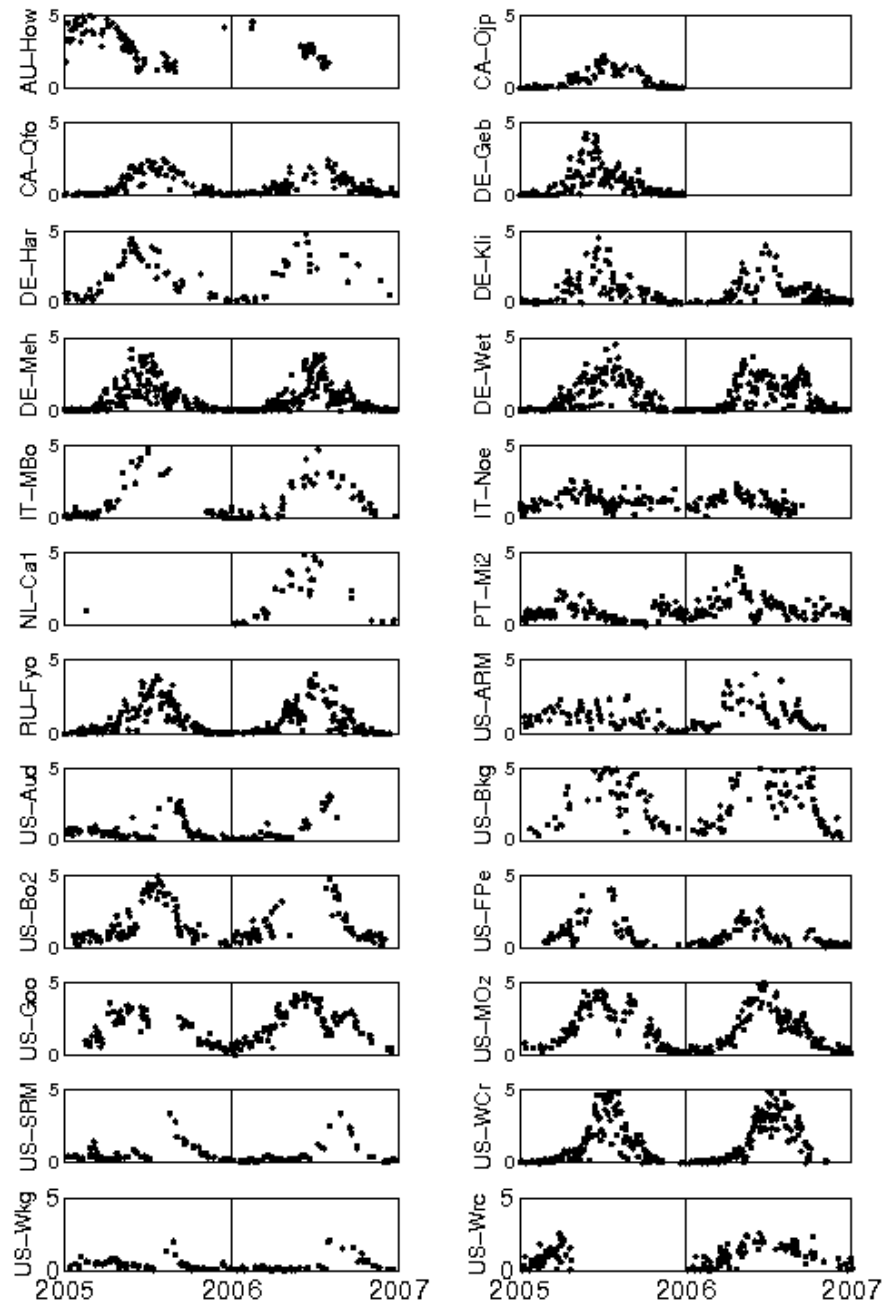 AU-How 5 0
CA-Ojp 5 0
CA-Qfo 5 0
DE-Geb 5 0
DE-Har 5 0
DE-Kli 5 0
DE-Meh 5 0
DE-Wet 5 0
IT-MBo 5 0
IT-Noe 5 0
NL-Ca1 5 0
PT-Mi2 5 0
RU-Fyo 5 0
US-ARM 5 0
US-Aud 5 0
US-Bkg 5 0
US-Bo2 5 0
US-FPe 5 0
US-Goo 5 0
US-MOz 5 0
US-SRM 5 0
US-WCr 5 0
US-Wkg 5 0
US-Wrc 5 0
2005 2006 2007
2005 2006 2007